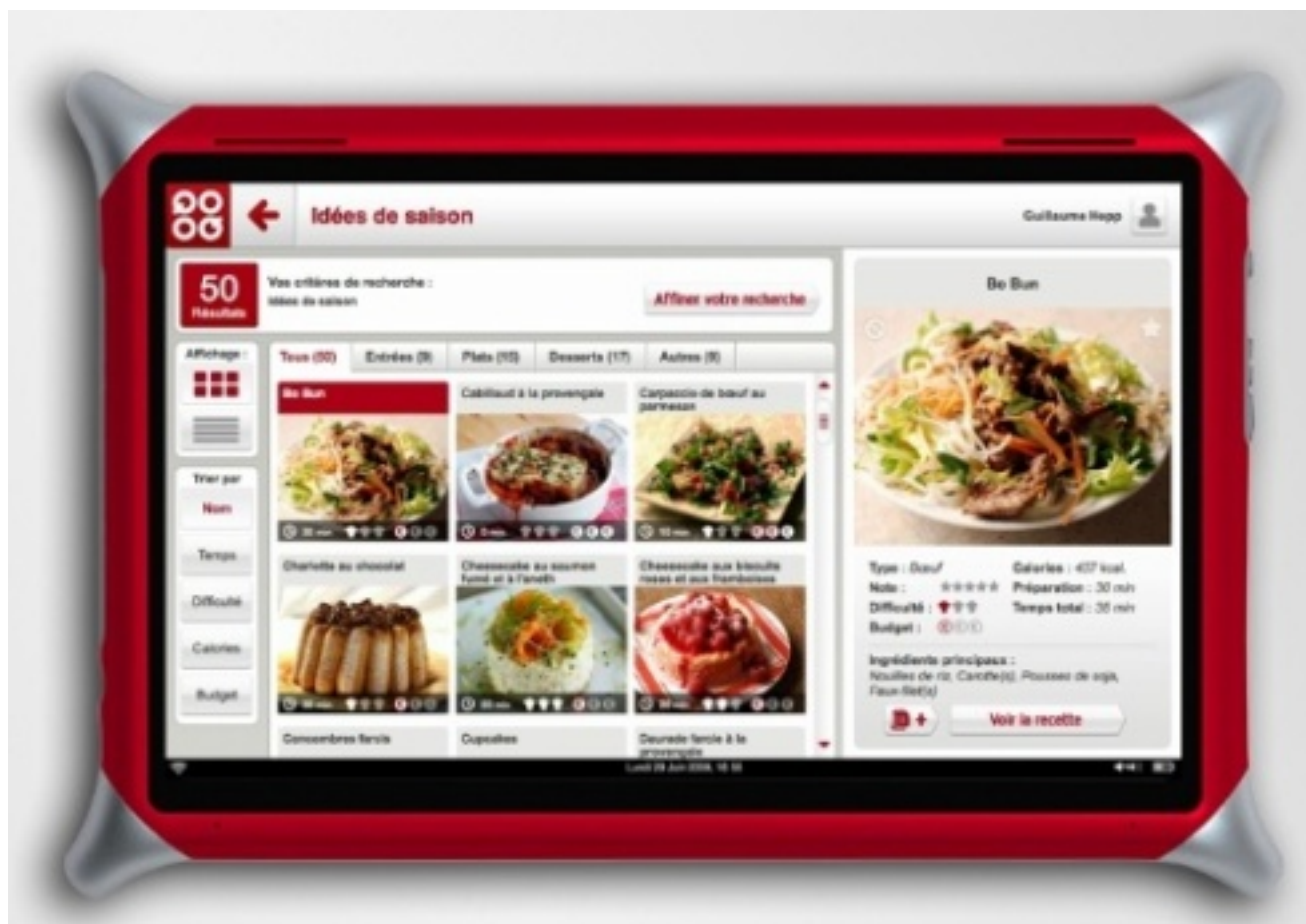 QOOQ
Idées de saison
Guillaume Hepp
50
Résultats
Vos critères de recherche :
Idées de saison
Affiner votre recherche
Affichage :
Tous (50)
Entrées (9)
Plats (15)
Desserts (17)
Autres (9)
Bo Bun
Cabillaud à la provençale
Carpaccio de bœuf au
parmesan
Trier par
Nom
Temps
Difficulté
Calories
Budget
Charlotte au chocolat
Cheesecake au saumon
fumé et à l'aneth
Cheesecake aux biscuits
roses et aux framboises
Concombres farcis
Cupcakes
Daurade farcie à la
provençale
Bo Bun
Type : Bœuf
Calories : 407 kcal.
Note :
Préparation : 30 min
Difficulté :
Temps total : 35 min
Budget :
Ingrédients principaux :
Nouilles de riz, Carotte(s), Pousses de soja,
Faux-filet(s)
+
Voir la recette
Lundi 29 Juin 2009,